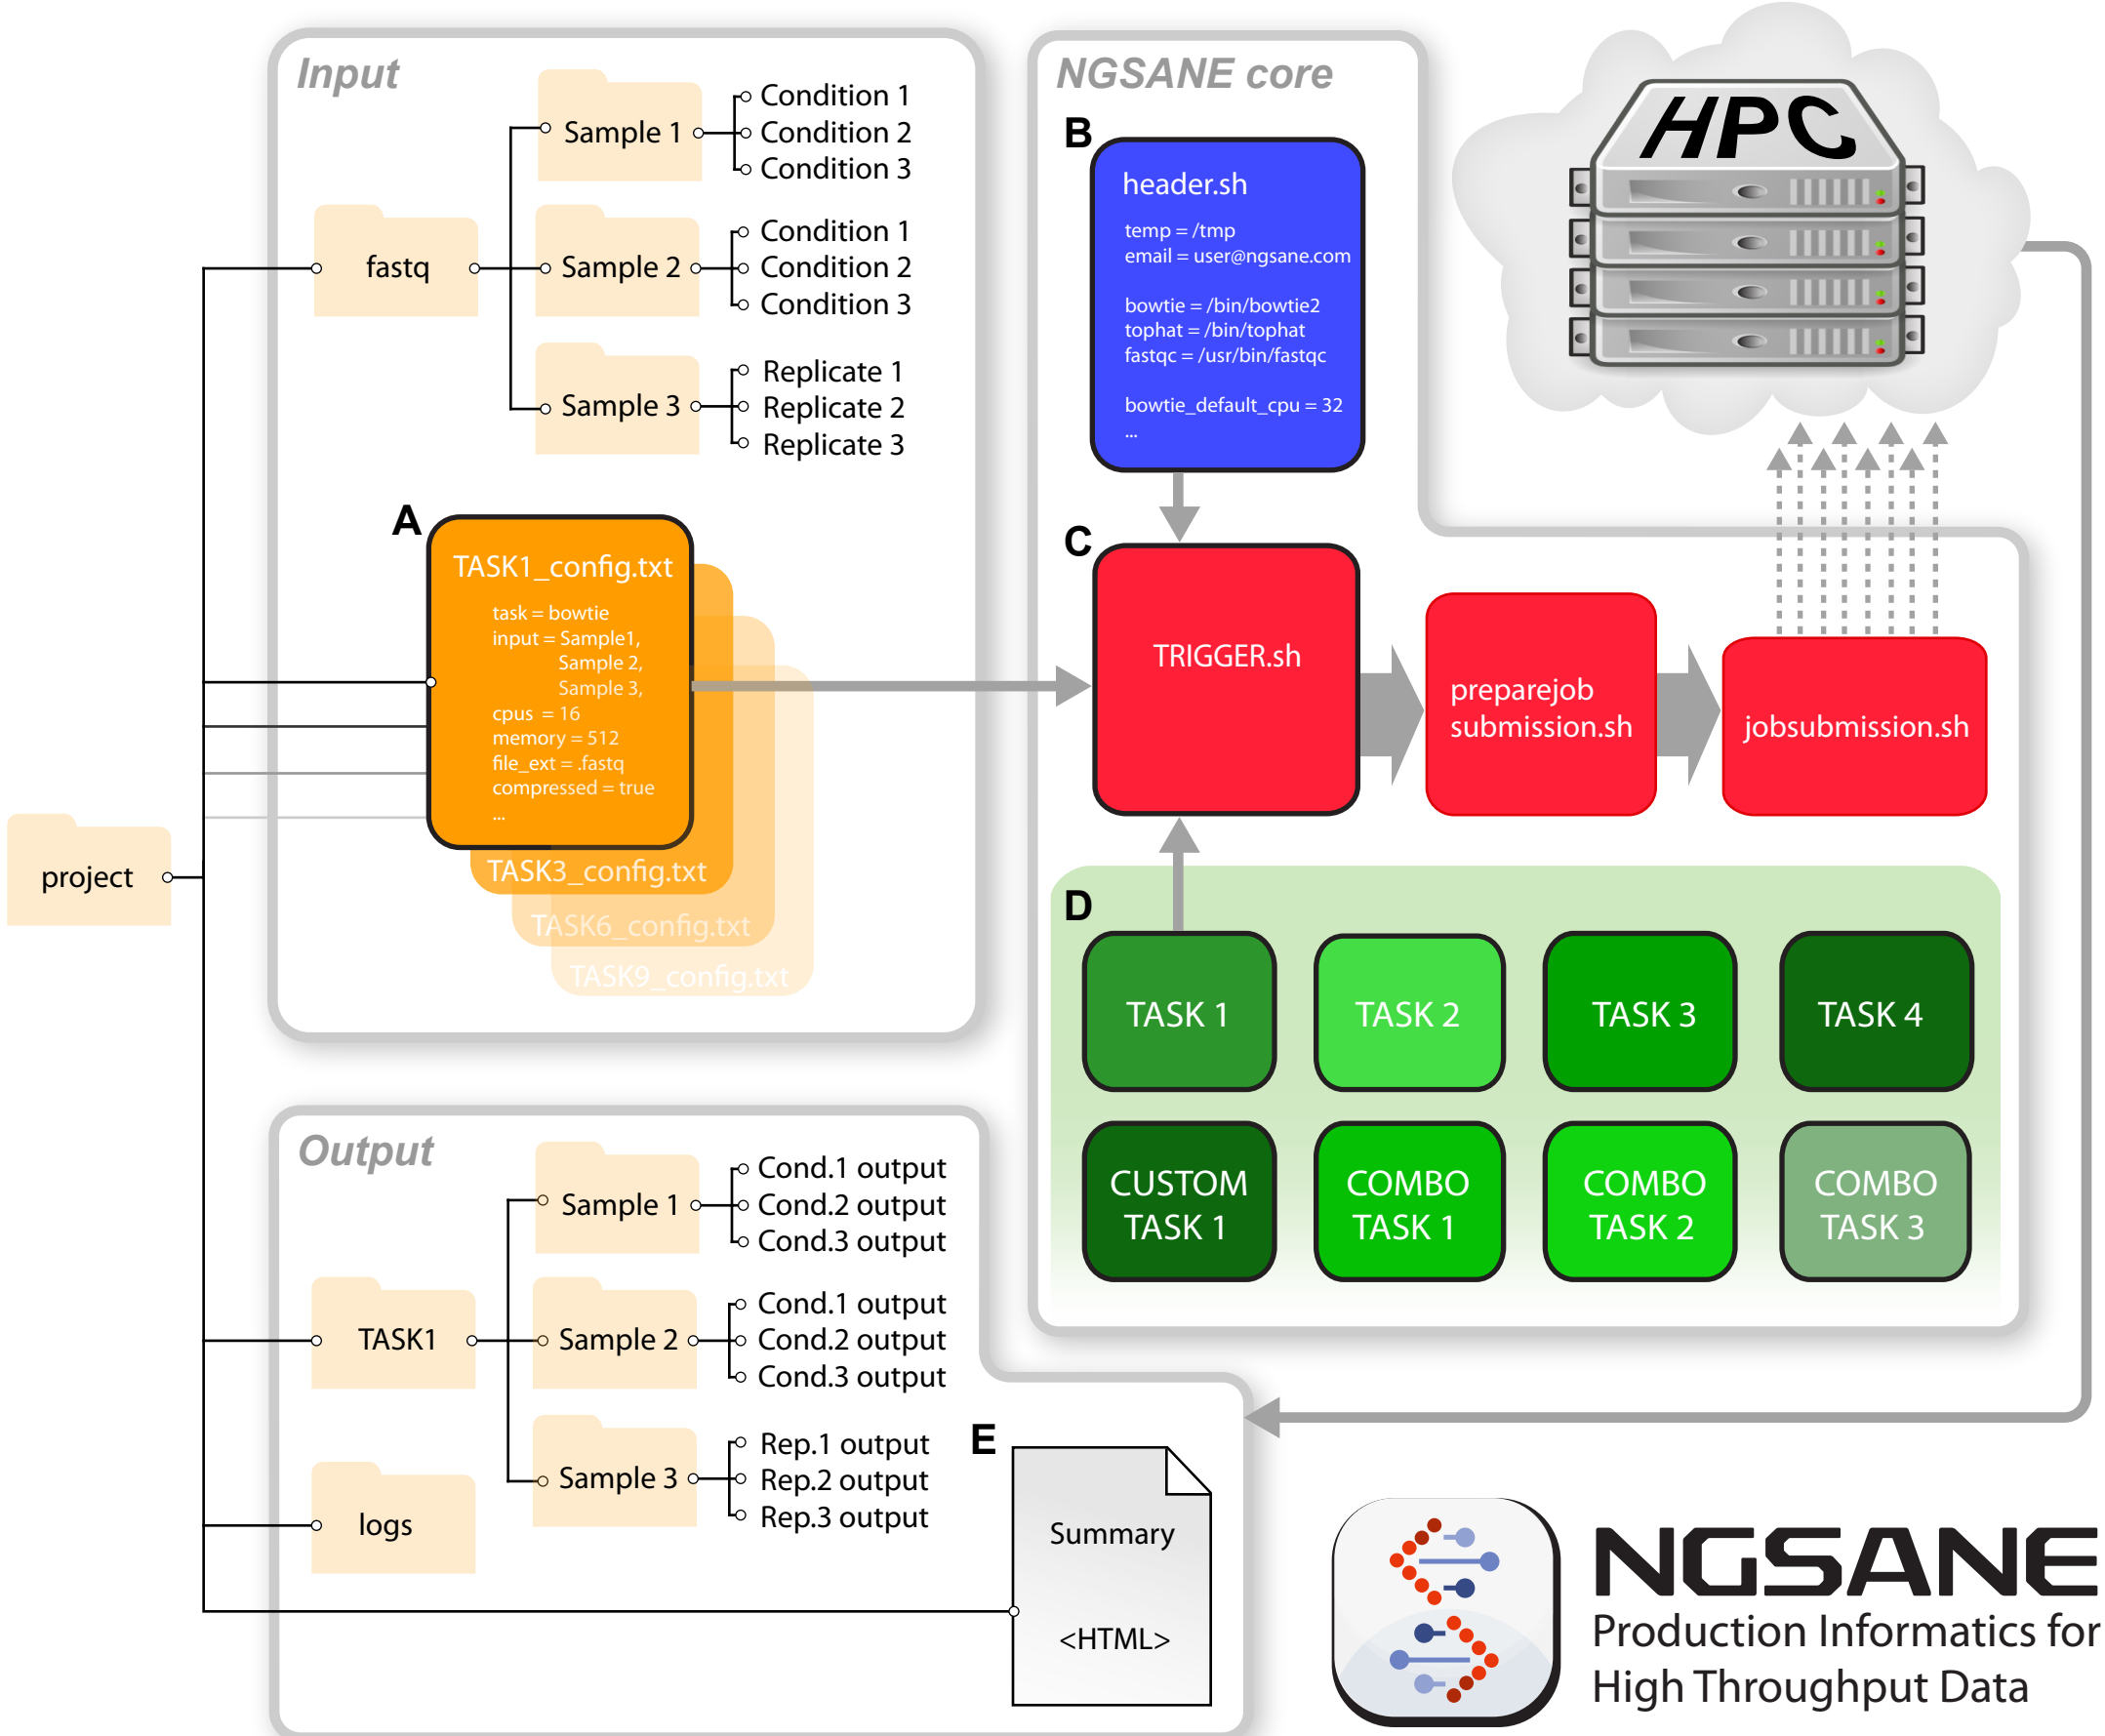 Input
Sample 1
Condition 1
Condition 2
Condition 3
fastq
Sample 2
Condition 1
Condition 2
Condition 3
Sample 3
Replicate 1
Replicate 2
Replicate 3
A
TASK1_config.txt
task = bowtie
input = Sample1,
Sample 2,
Sample 3,
cpus = 16
memory = 512
file_ext = .fastq
compressed = true
...
TASK3_config.txt
TASK6_config.txt
TASK9_config.txt
project
NGSANE core
B
header.sh
temp = /tmp
email = user@ngsane.com
bowtie = /bin/bowtie2
tophat = /bin/tophat
fastqc = /usr/bin/fastqc
bowtie_default_cpu = 32
...
HPC
C
TRIGGER.sh
preparejob
submission.sh
jobsubmission.sh
D
TASK 1
TASK 2
TASK 3
TASK 4
CUSTOM
TASK 1
COMBO
TASK 1
COMBO
TASK 2
COMBO
TASK 3
Output
Sample 1
Cond.1 output
Cond.2 output
Cond.3 output
TASK1
Sample 2
Cond.1 output
Cond.2 output
Cond.3 output
Sample 3
Rep.1 output
Rep.2 output
Rep.3 output
logs
E
Summary
<HTML>
NGSANE
Production Informatics for
High Throughput Data